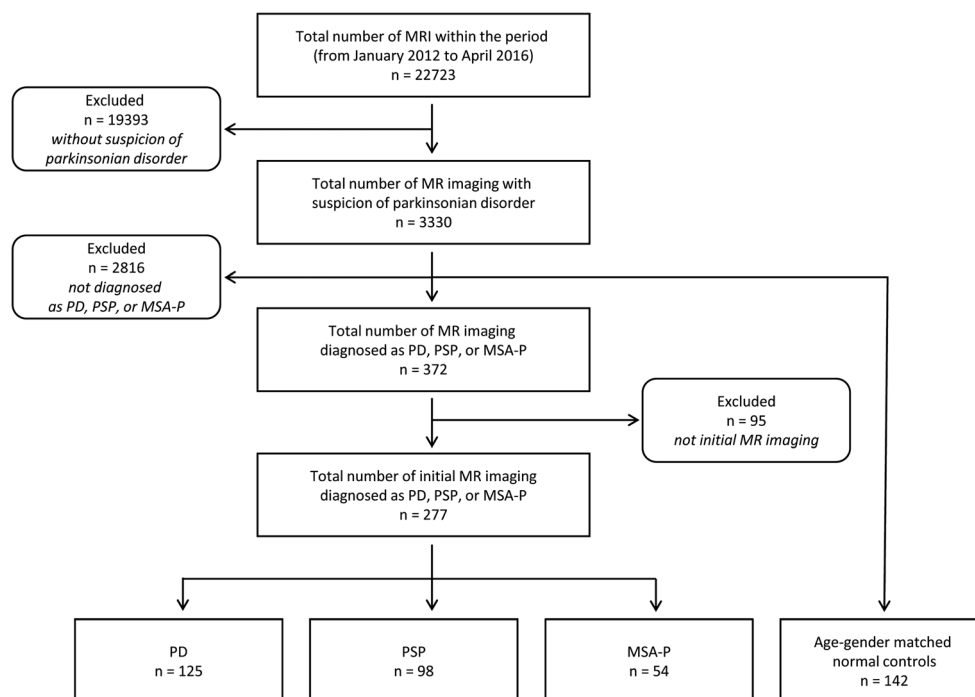 Total number of MRI within the period
(from January 2012 to April 2016)
n = 22723
Excluded
n = 19393
without suspicion of
parkinsonian disorder
Total number of MR imaging with
suspicion of parkinsonian disorder
n = 3330
Excluded
n = 2816
not diagnosed
as PD, PSP, or MSA-P
Total number of MR imaging
diagnosed as PD, PSP, or MSA-P
n = 372
Excluded
n = 95
not initial MR imaging
Total number of initial MR imaging
diagnosed as PD, PSP, or MSA-P
n = 277
PD
n = 125
PSP
n = 98
MSA-P
n = 54
Age-gender matched
normal controls
n = 142